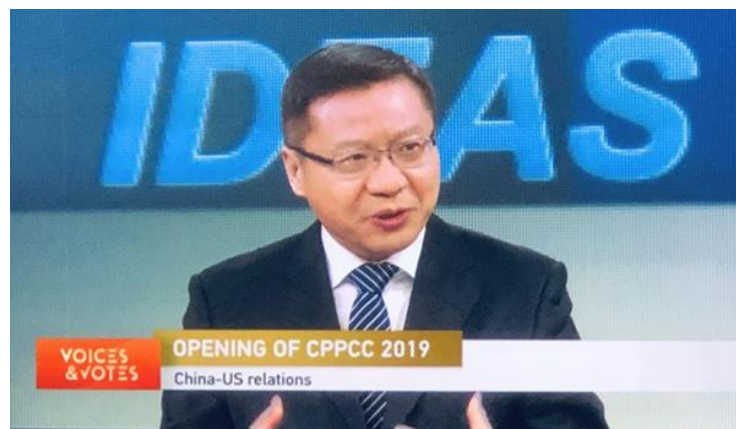 IDEAS
VOICES
&VOTES
OPENING OF CPPCC 2019
China-US relations